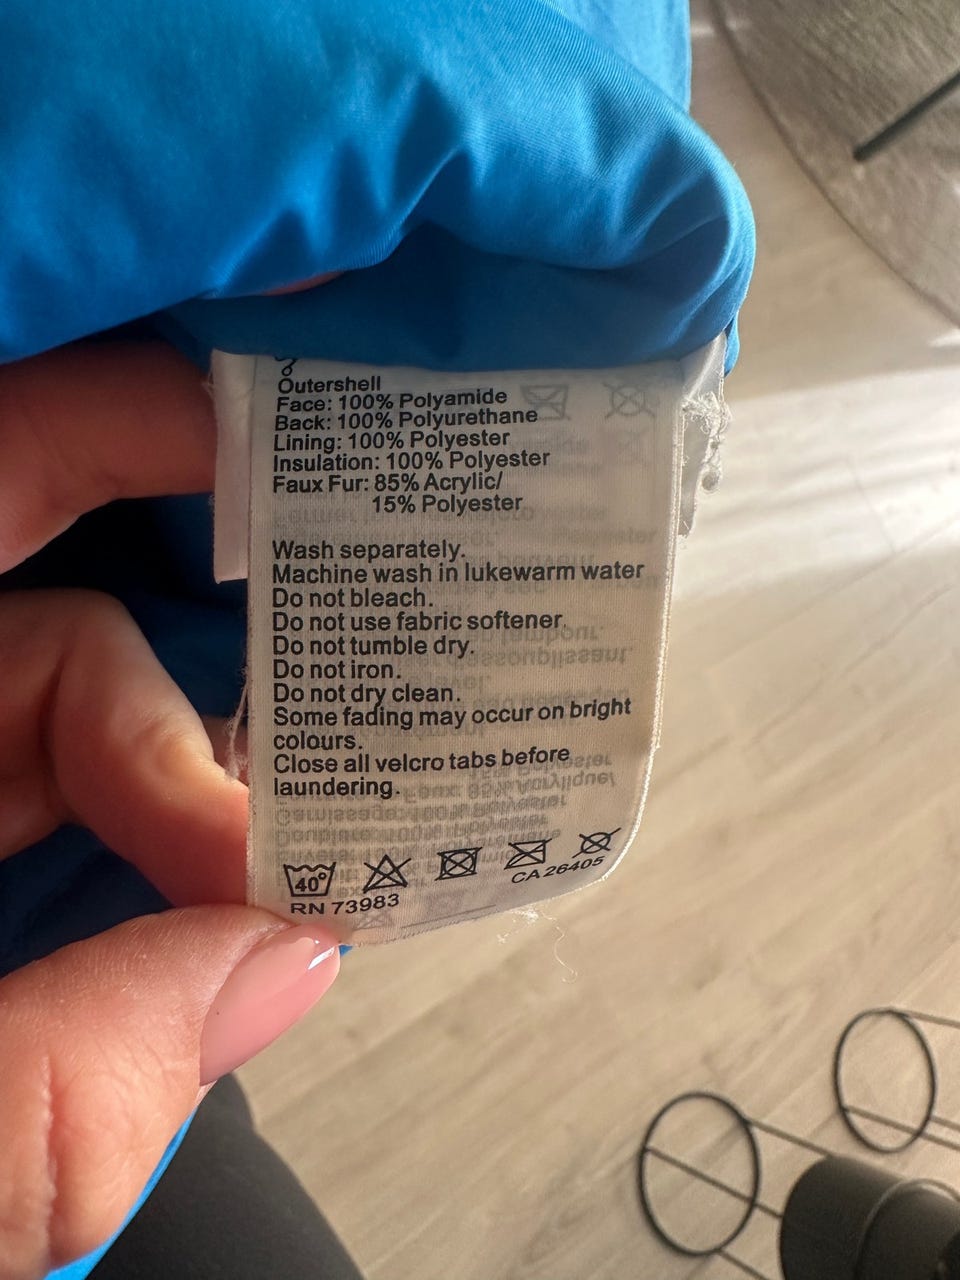 Outershell
Face: 100% Polyamide
Back: 100% Polyurethane
Lining: 100% Polyester
Insulation: 100% Polyester
Faux Fur: 85% Acrylic/
15% Polyester
Wash separately.
Machine wash in lukewarm water
Do not bleach.
Do not use fabric softener.
Do not tumble dry.
Do not iron.
Do not dry clean.
Some fading may occur on bright
colours.
Close all velcro tabs before
laundering.
40°
RN 73983
CA 26405